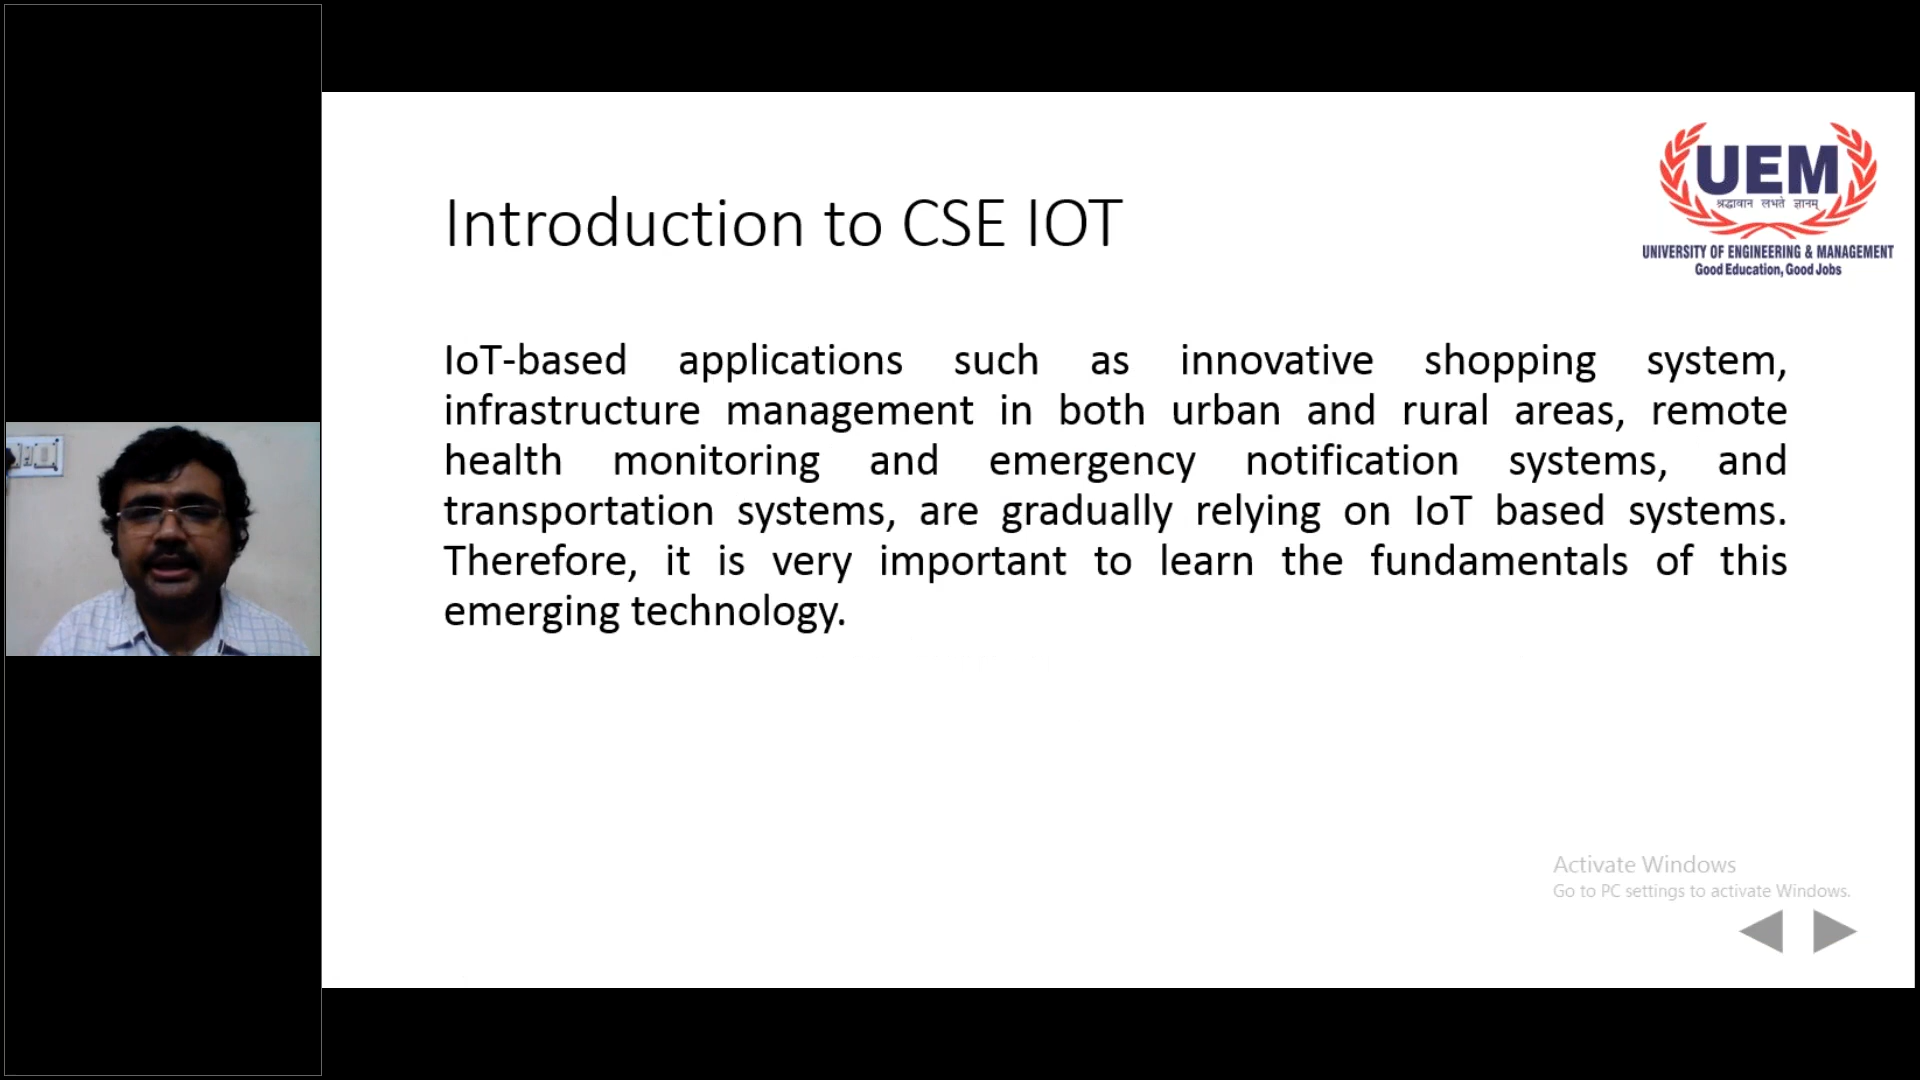 UEM
श्रद्धावान लभते ज्ञानम्
UNIVERSITY OF ENGINEERING & MANAGEMENT
Good Education, Good Jobs
Introduction to CSE IOT
IoT-based applications such as innovative shopping system,
infrastructure management in both urban and rural areas, remote
health monitoring and emergency notification systems, and
transportation systems, are gradually relying on IoT based systems.
Therefore, it is very important to learn the fundamentals of this
emerging technology.
Activate Windows
Go to PC settings to activate Windows.